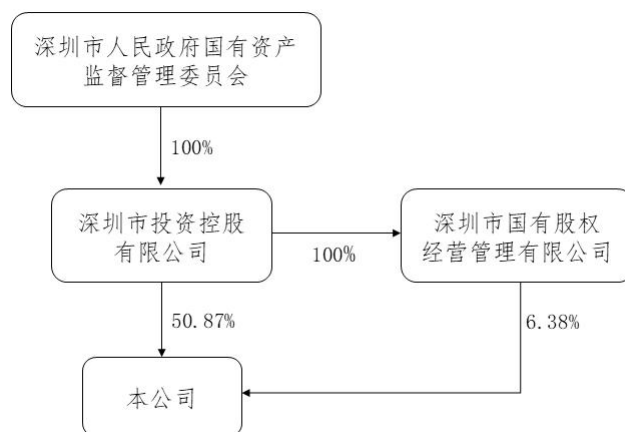 深圳市人民政府国有资产
监督管理委员会
100%
深圳市投资控股
有限公司
100%
深圳市国有股权
经营管理有限公司
50.87%
6.38%
本公司